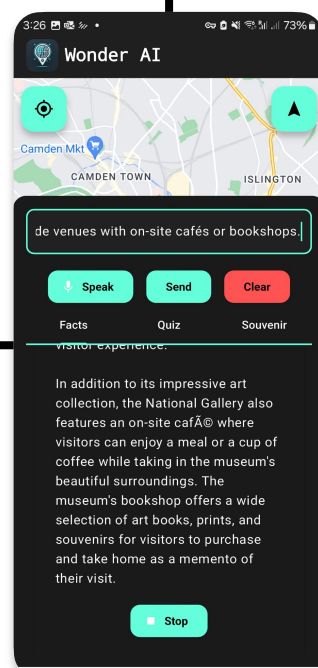 3:26
73%
Wonder AI
Camden Mkt
CAMDEN TOWN
ISLINGTON
de venues with on-site cafés or bookshops.
Speak
Send
Clear
Facts
Quiz
Souvenir
visitor experience.
In addition to its impressive art
collection, the National Gallery also
features an on-site cafÃ© where
visitors can enjoy a meal or a cup of
coffee while taking in the museum's
beautiful surroundings. The
museum's bookshop offers a wide
selection of art books, prints, and
souvenirs for visitors to purchase
and take home as a memento of
their visit.
Stop